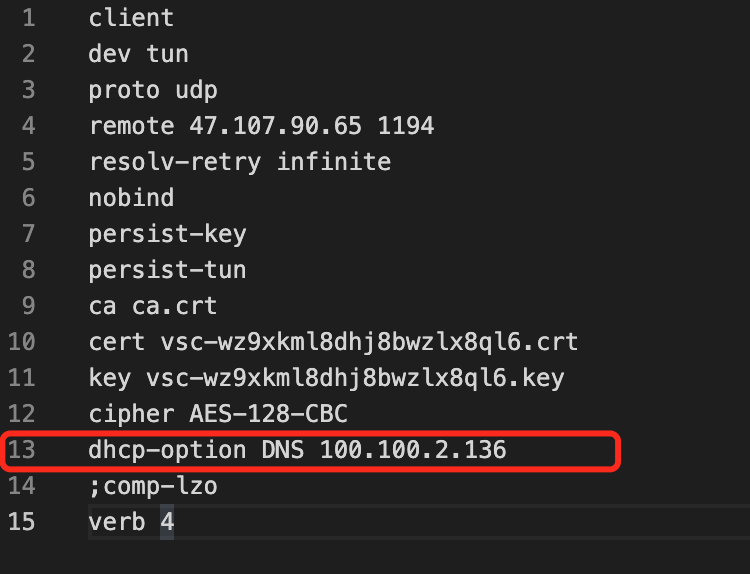 1 client
2 dev tun
3 proto udp
4 remote 47.107.90.65 1194
5 resolv-retry infinite
6 nobind
7 persist-key
8 persist-tun
9 ca ca.crt
10 cert vsc-wz9xkml8dhj8bwzlx8ql6.crt
11 key vsc-wz9xkml8dhj8bwzlx8ql6.key
12 cipher AES-128-CBC
13 dhcp-option DNS 100.100.2.136
14 ;comp-lzo
15 verb 4